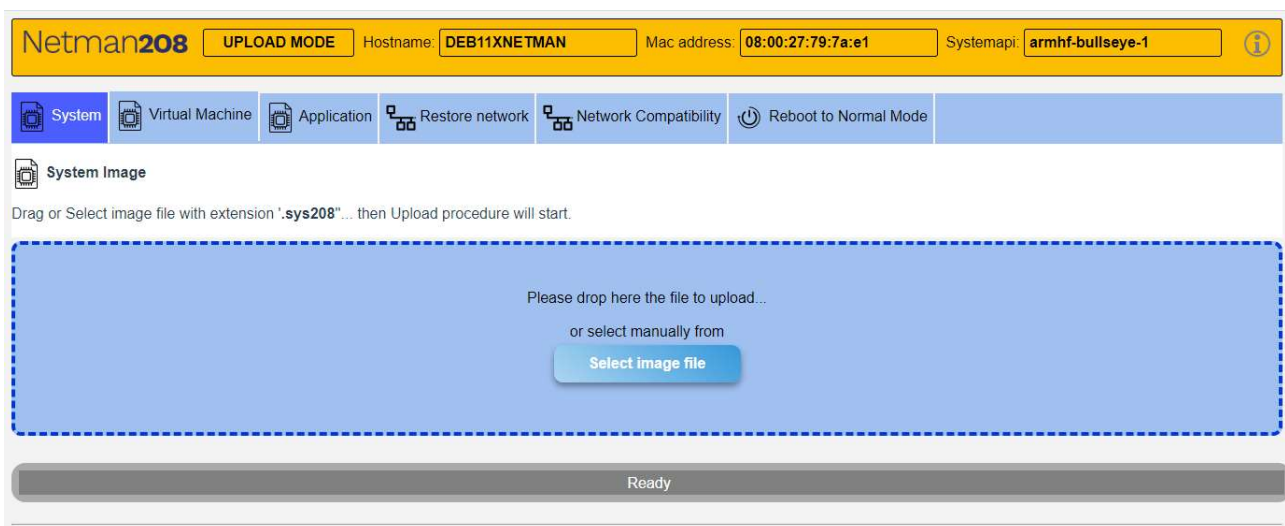 Netman208 UPLOAD MODE Hostname: DEB11XNETMAN Mac address: 08:00:27:79:7a:e1 Systemapi: armhf-bullseye-1
System Virtual Machine Application Restore network Network Compatibility Reboot to Normal Mode
System Image
Drag or Select image file with extension '.sys208"... then Upload procedure will start.
Please drop here the file to upload...
or select manually from
Select image file
Ready